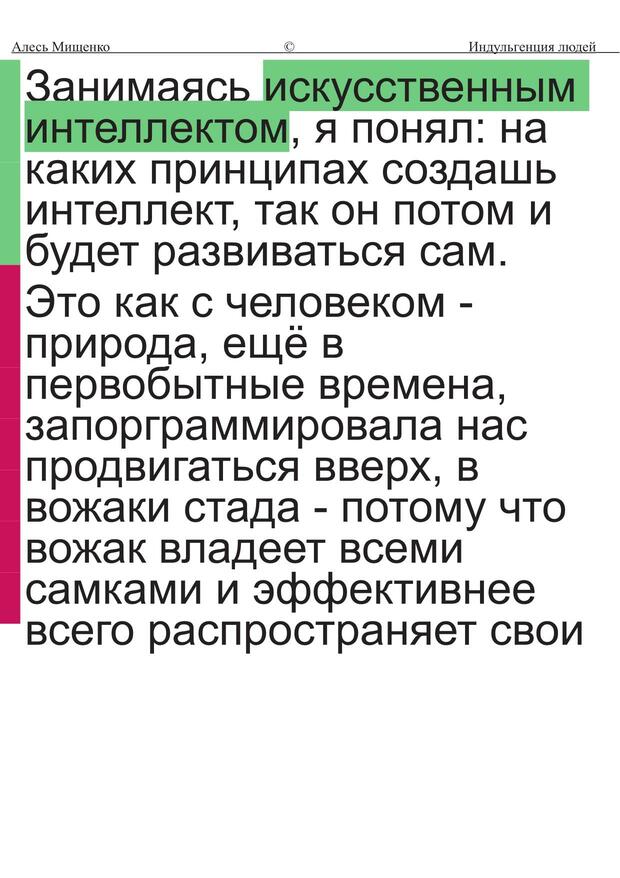 Алесь Мищенко © Индульгенция людей
Занимаясь искусственным
интеллектом, я понял: на
каких принципах создашь
интеллект, так он потом и
будет развиваться сам.
Это как с человеком -
природа, ещё в
первобытные времена,
запорграммировала нас
продвигаться вверх, в
вожаки стада - потому что
вожак владеет всеми
самками и эффективнее
всего распространяет свои